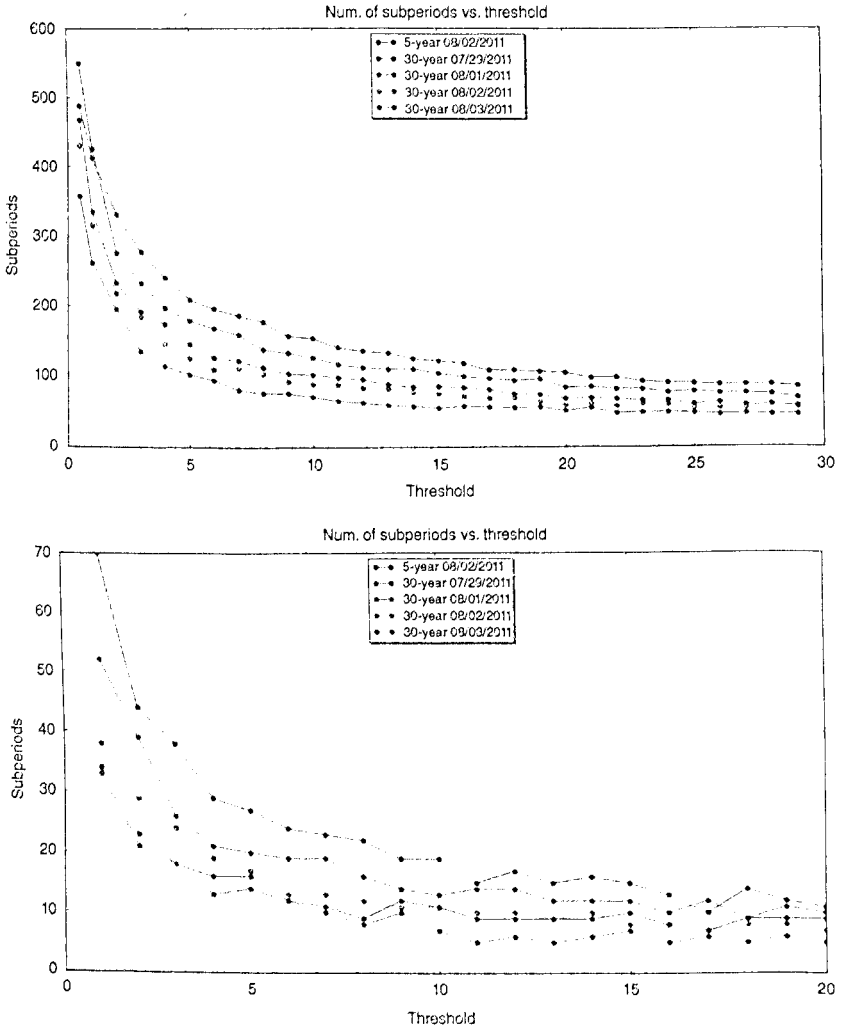 Num. of subperiods vs. threshold
600
500
400
300
200
100
0
Subperiods
5-year 08/02/2011
30-year 07/29/2011
30-year 08/01/2011
30-year 08/02/2011
30-year 08/03/2011
0 5 10 15 20 25 30
Threshold
Num. of subperiods vs. threshold
70
60
50
40
30
20
10
0
Subperiods
5-year 08/02/2011
30-year 07/29/2011
30-year 08/01/2011
30-year 08/02/2011
30-year 08/03/2011
0 5 10 15 20
Threshold